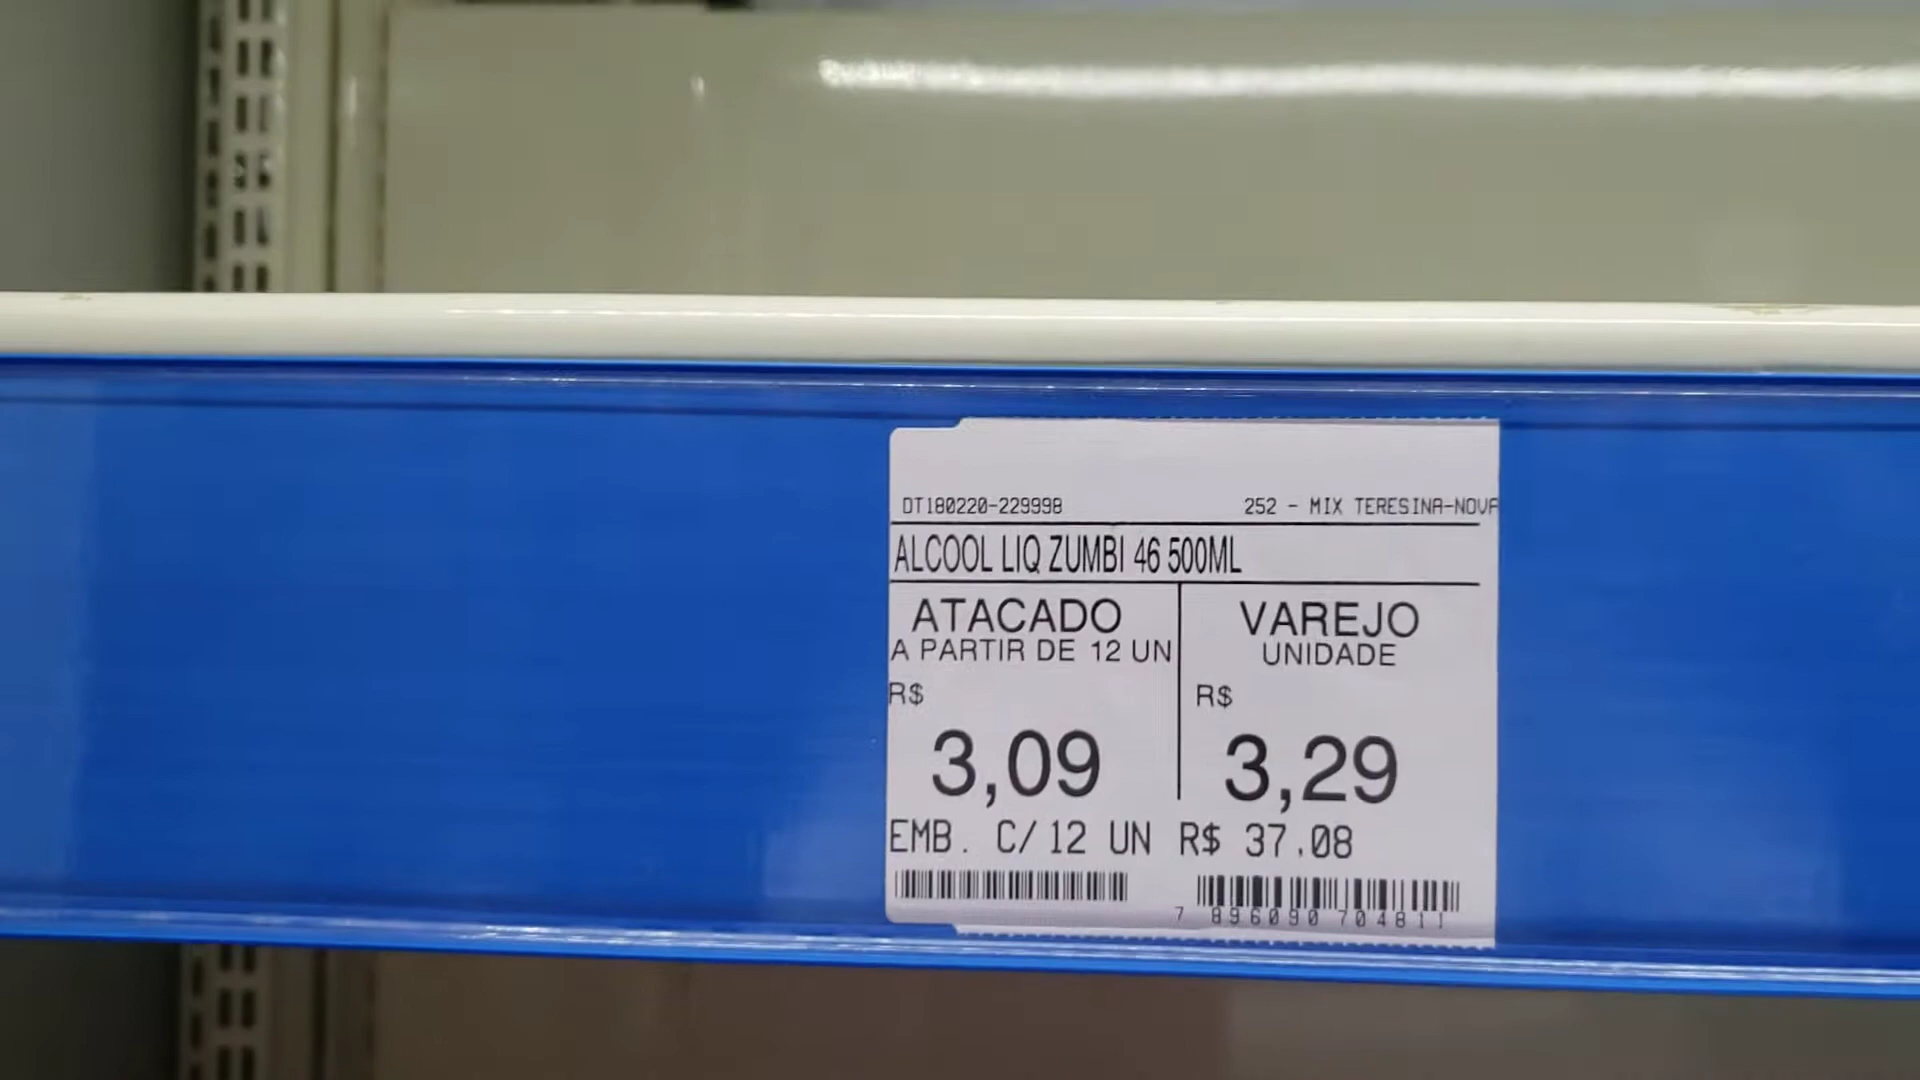 DT180220-229998 252 - MIX TERESINA-NOVA
ALCOOL LIQ ZUMBI 46 500ML
ATACADO VAREJO
A PARTIR DE 12 UN UNIDADE
R$ R$
3,09 3,29
EMB. C/12 UN R$ 37,08
7 896090 704811